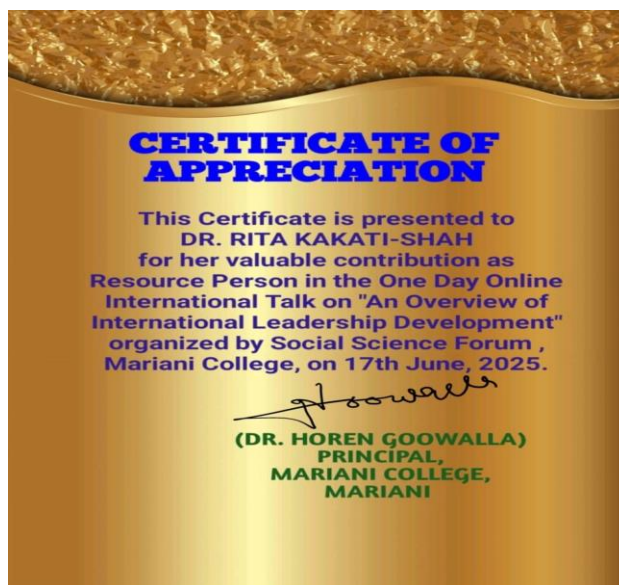 CERTIFICATE OF
APPRECIATION
This Certificate is presented to
DR. RITA KAKATI-SHAH
for her valuable contribution as
Resource Person in the One Day Online
International Talk on "An Overview of
International Leadership Development"
organized by Social Science Forum ,
Mariani College, on 17th June, 2025.
(DR. HOREN GOOWALLA)
PRINCIPAL,
MARIANI COLLEGE,
MARIANI